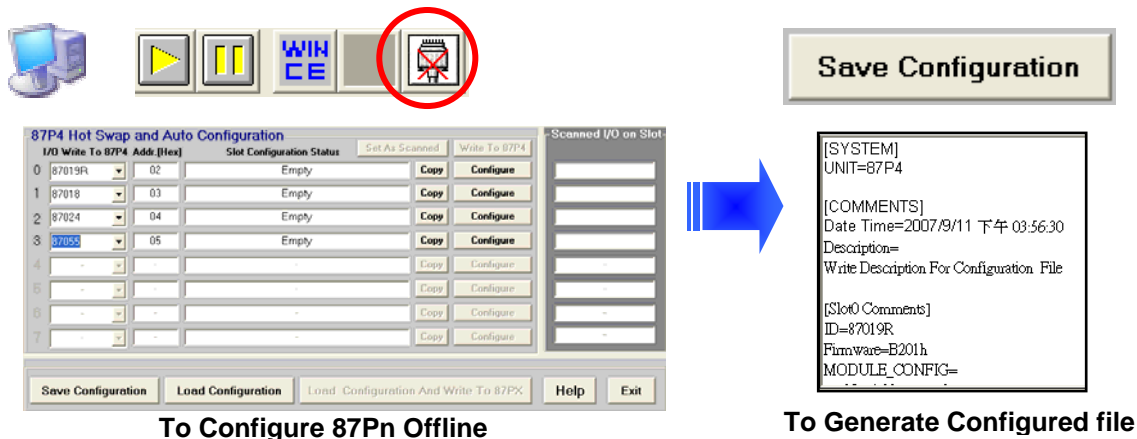 WIN
CE
Save Configuration
87P4 Hot Swap and Auto Configuration
Scanned I/O on Slot
I/O Write To 87P4 Addr.[Hex] Slot Configuration Status Set As Scanned Write To 87P4
0 87019R 02 Empty Copy Configure
1 87018 03 Empty Copy Configure
2 87024 04 Empty Copy Configure
3 87055 05 Empty Copy Configure
4 - - - Copy Configure -
5 - - - Copy Configure -
6 - - - Copy Configure -
7 - - - Copy Configure -
Save Configuration Load Configuration Load Configuration And Write To 87PX Help Exit
To Configure 87Pn Offline
[SYSTEM]
UNIT=87P4
[COMMENTS]
Date Time=2007/9/11 下午 03:56:30
Description=
Write Description For Configuration File
[Slot0 Comments]
ID=87019R
Firmware=B201h
MODULE_CONFIG=
To Generate Configured file